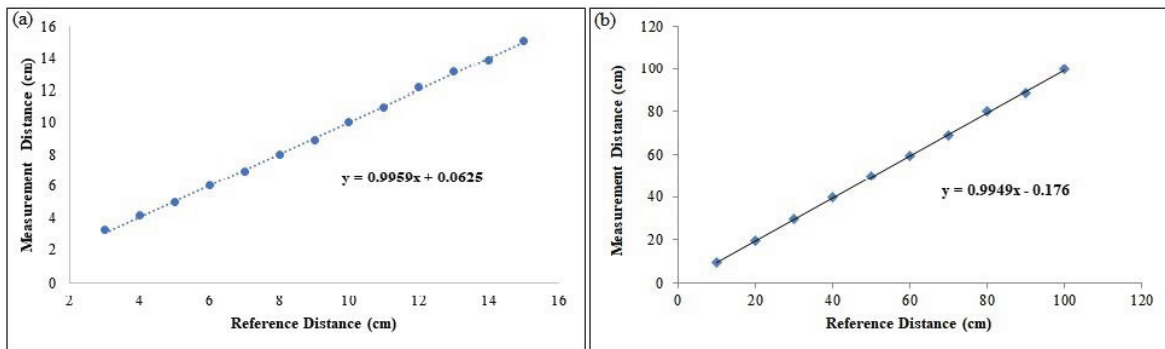 (a)
16
14
12
10
8
6
4
2
0
2 4 6 8 10 12 14 16
Measurement Distance (cm)
Reference Distance (cm)
y = 0.9959x + 0.0625
(b)
120
100
80
60
40
20
0
0 20 40 60 80 100 120
Measurement Distance (cm)
Reference Distance (cm)
y = 0.9949x - 0.176